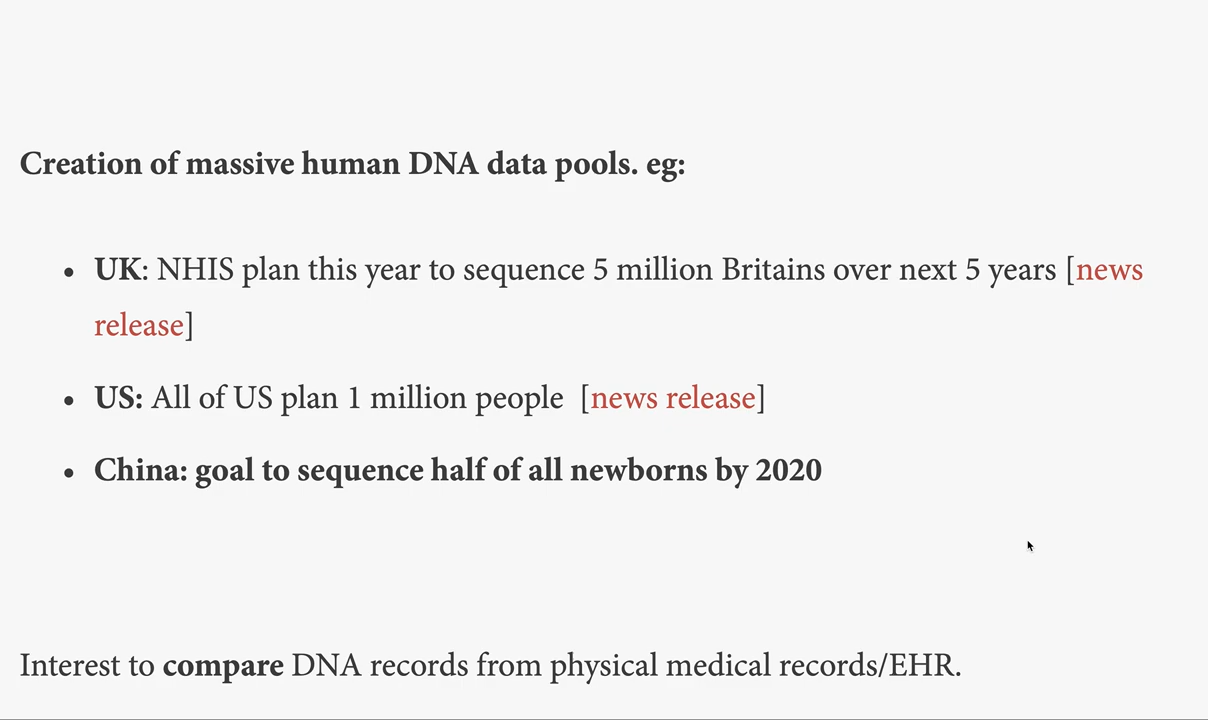 Creation of massive human DNA data pools. eg:
• UK: NHIS plan this year to sequence 5 million Britains over next 5 years [news
release]
• US: All of US plan 1 million people [news release]
• China: goal to sequence half of all newborns by 2020
Interest to compare DNA records from physical medical records/EHR.